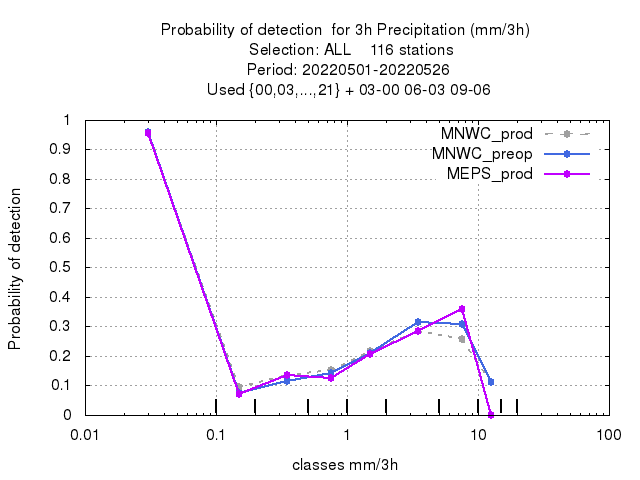 Probability of detection  for 3h Precipitation (mm/3h)
Selection: ALL    116 stations
Period: 20220501-20220526
Used {00,03,...,21} + 03-00 06-03 09-06
MNWC_prod
MNWC_preop
MEPS_prod
Probability of detection
1
0.9
0.8
0.7
0.6
0.5
0.4
0.3
0.2
0.1
0
0.01 0.1 1 10 100
classes mm/3h